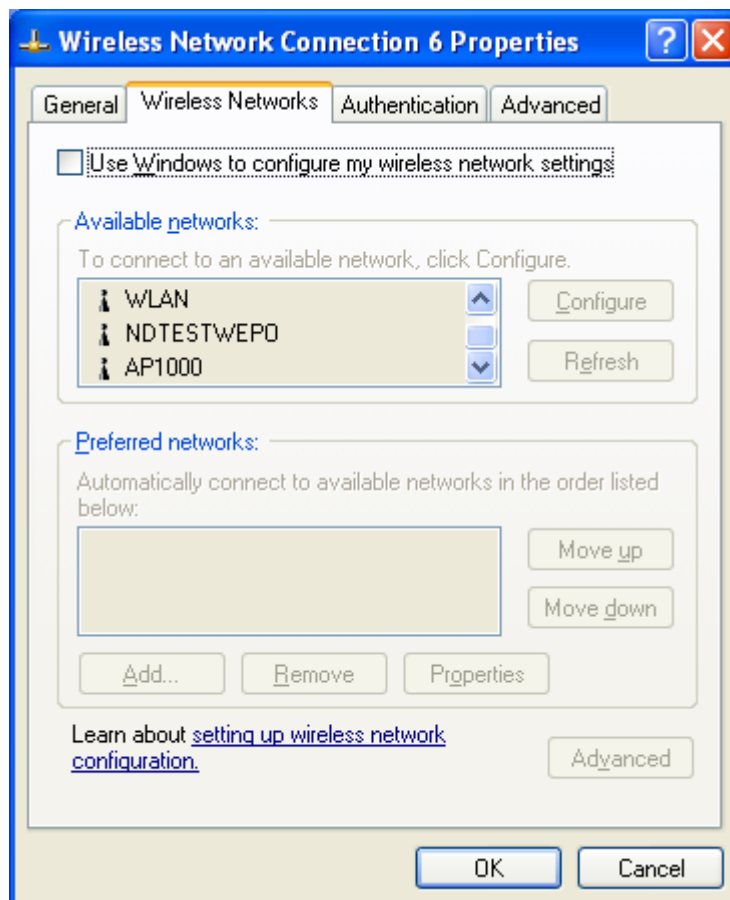 Wireless Network Connection 6 Properties
General Wireless Networks Authentication Advanced
Use Windows to configure my wireless network settings
Available networks:
To connect to an available network, click Configure.
WLAN
Configure
NDTESTWEP0
AP1000
Refresh
Preferred networks:
Automatically connect to available networks in the order listed
below:
Move up
Move down
Add... Remove Properties
Learn about setting up wireless network
configuration.
Advanced
OK Cancel